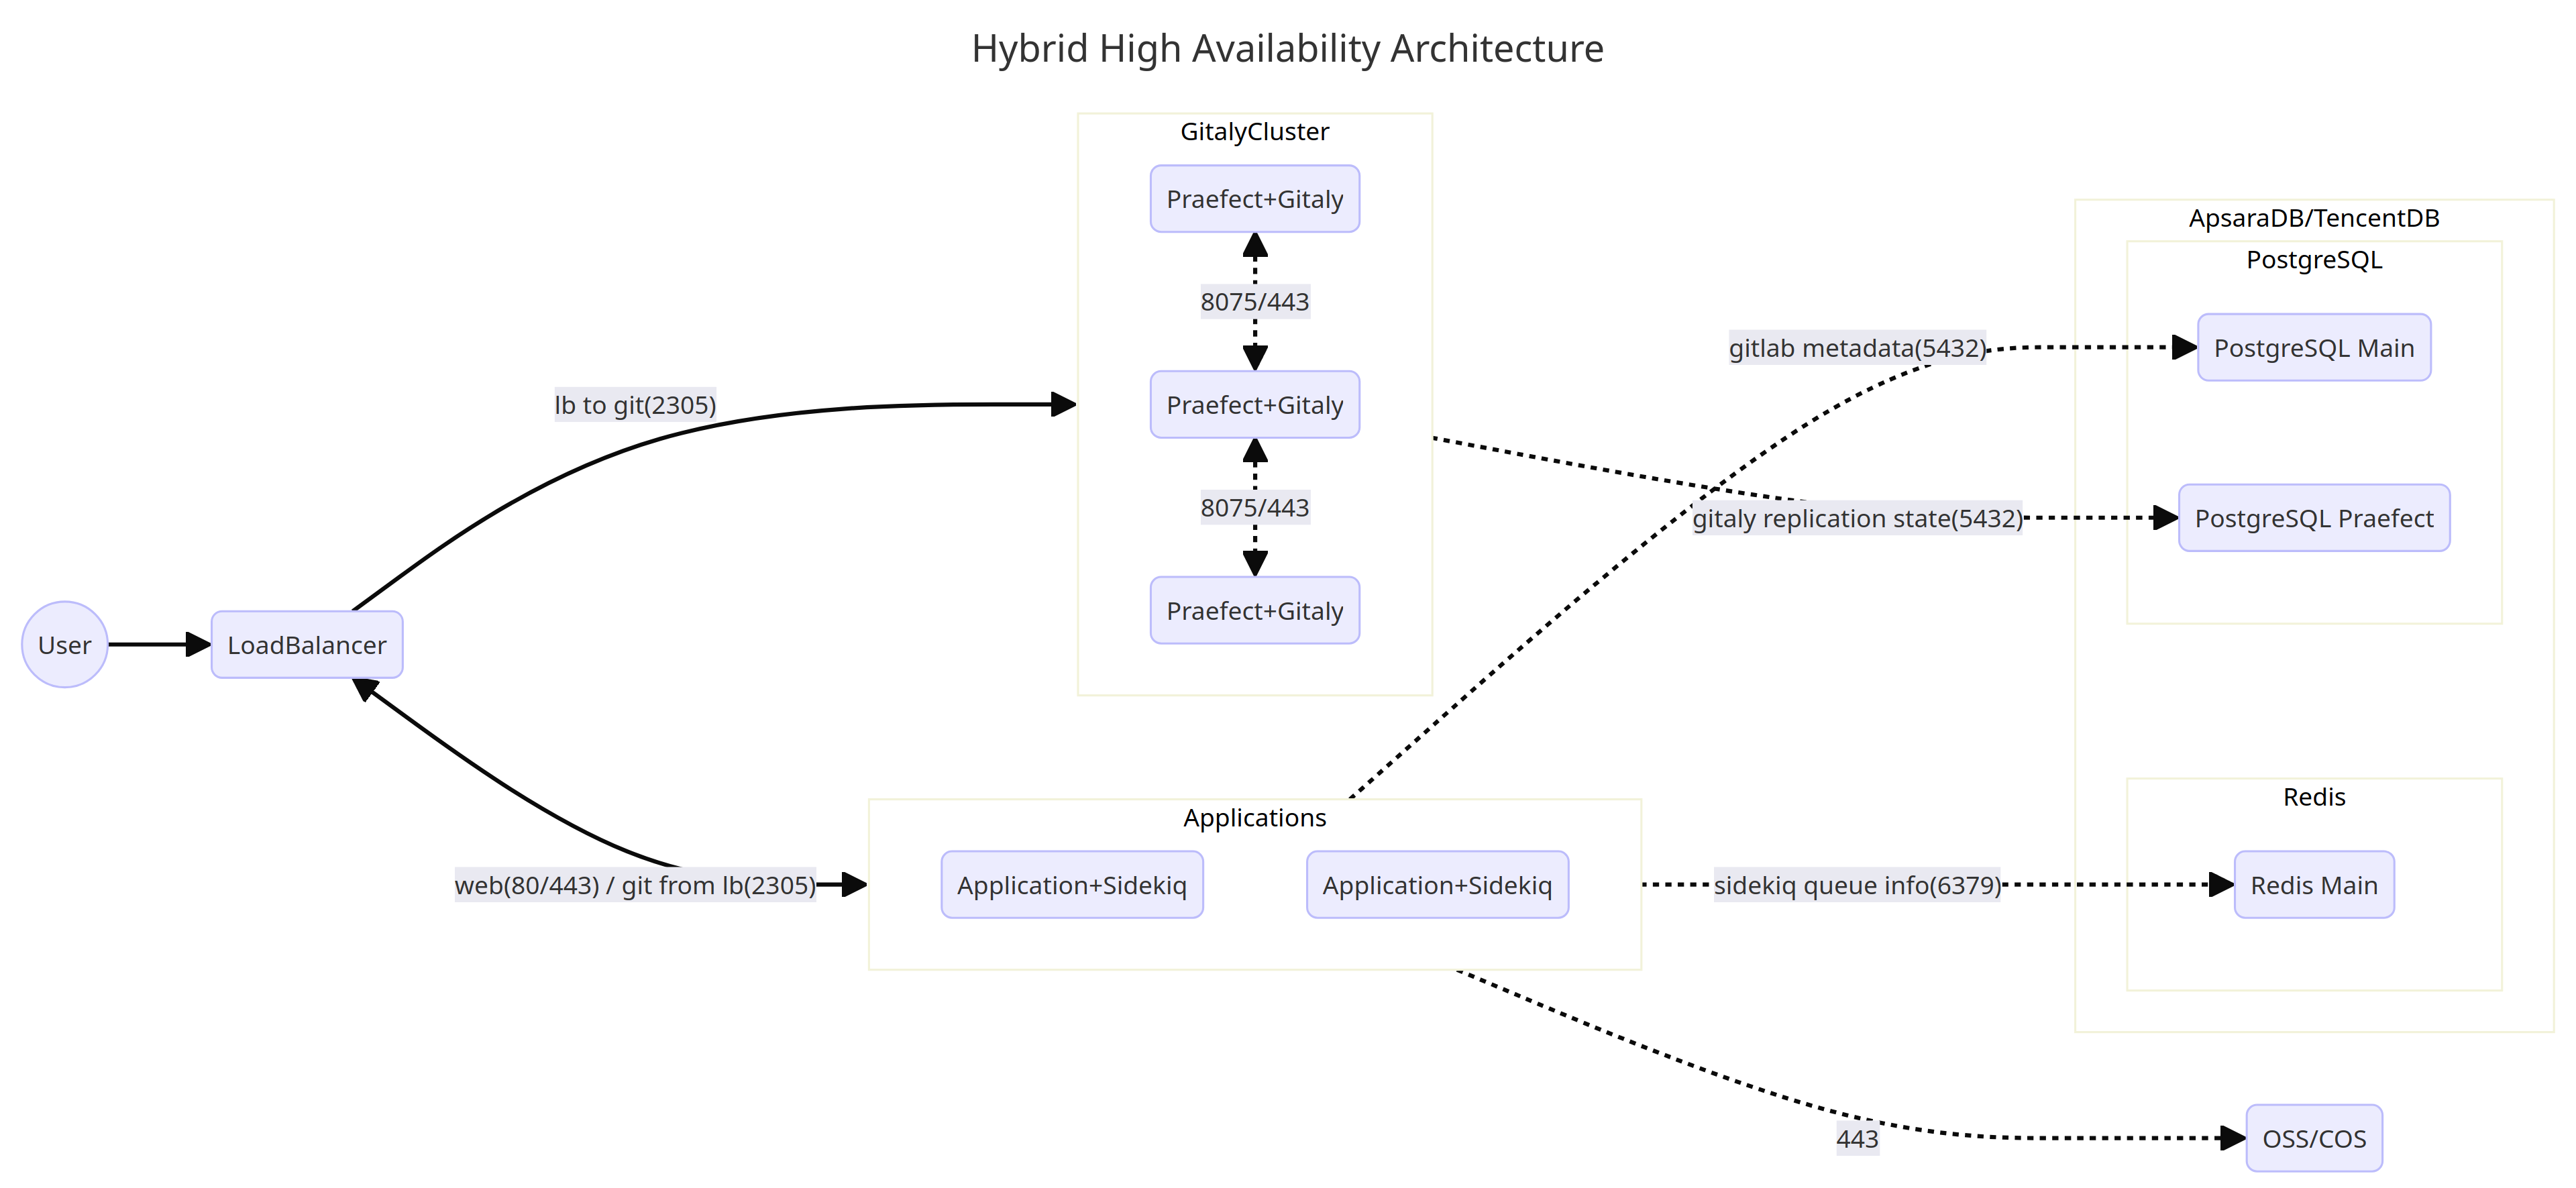 Hybrid High Availability Architecture
GitalyCluster
Praefect+Gitaly
8075/443
Praefect+Gitaly
8075/443
Praefect+Gitaly
lb to git(2305)
User
LoadBalancer
web(80/443) / git from lb(2305)
Applications
Application+Sidekiq
Application+Sidekiq
gitlab metadata(5432)
gitaly replication state(5432)
sidekiq queue info(6379)
443
ApsaraDB/TencentDB
PostgreSQL
PostgreSQL Main
PostgreSQL Praefect
Redis
Redis Main
OSS/COS